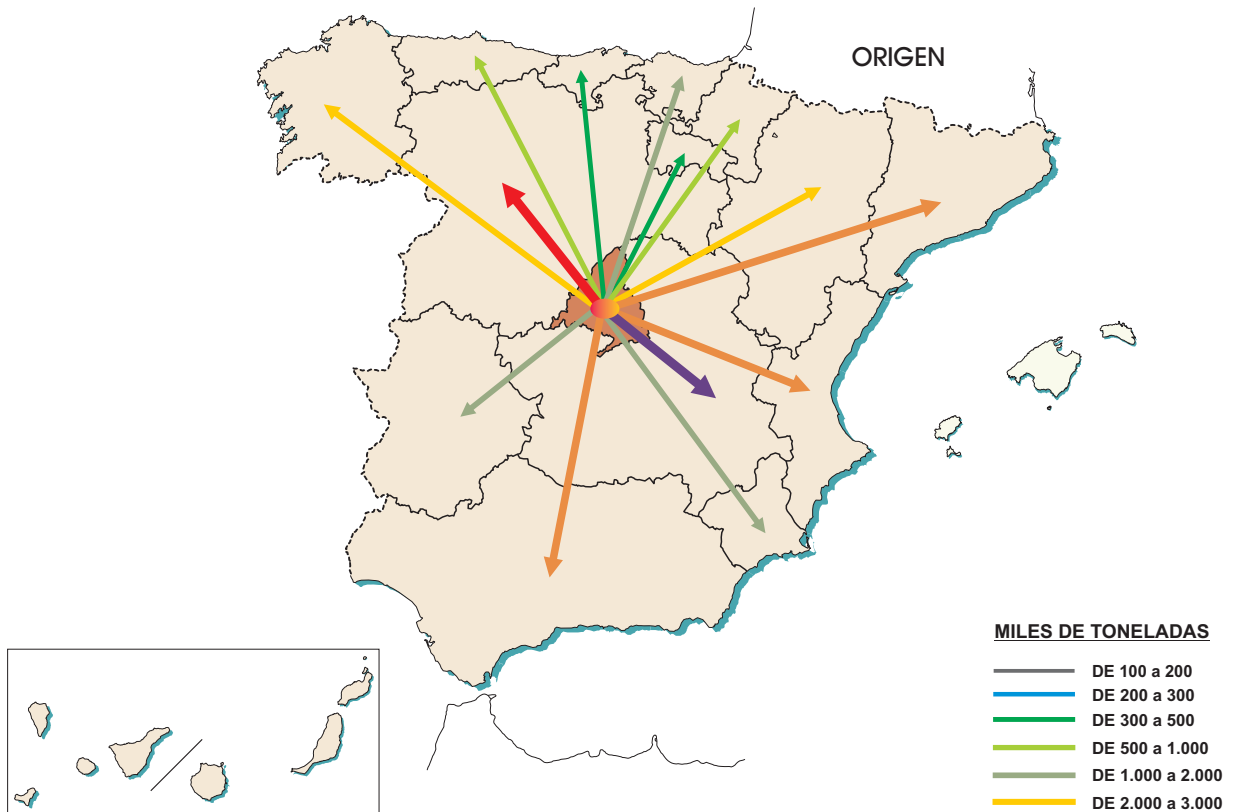 ORIGEN
MILES DE TONELADAS
DE 100 a 200
DE 200 a 300
DE 300 a 500
DE 500 a 1.000
DE 1.000 a 2.000
DE 2.000 a 3.000